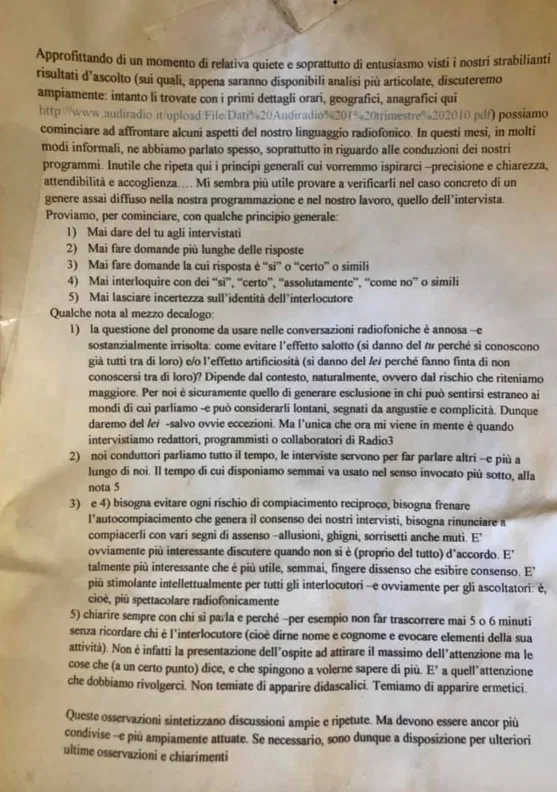 Approfittando di un momento di relativa quiete e soprattutto di entusiasmo visti i nostri strabilianti
risultati d'ascolto (sui quali, appena saranno disponibili analisi più articolate, discuteremo
ampiamente: intanto li trovate con i primi dettagli orari, geografici, anagrafici qui
http://www.audiradio.it/upload/File/Dati%20Audiradio%201°%20trimestre%202010.pdf) possiamo
cominciare ad affrontare alcuni aspetti del nostro linguaggio radiofonico. In questi mesi, in molti
modi informali, ne abbiamo parlato spesso, soprattutto in riguardo alle conduzioni dei nostri
programmi. Inutile che ripeta qui i principi generali cui vorremmo ispirarci –precisione e chiarezza,
attendibilità e accoglienza…. Mi sembra più utile provare a verificarli nel caso concreto di un
genere assai diffuso nella nostra programmazione e nel nostro lavoro, quello dell'intervista.
Proviamo, per cominciare, con qualche principio generale:
1) Mai dare del tu agli intervistati
2) Mai fare domande più lunghe delle risposte
3) Mai fare domande la cui risposta è "sì" o "certo" o simili
4) Mai interloquire con dei "sì", "certo", "assolutamente", "come no" o simili
5) Mai lasciare incertezza sull'identità dell'interlocutore
Qualche nota al mezzo decalogo:
1) la questione del pronome da usare nelle conversazioni radiofoniche è annosa –e
sostanzialmente irrisolta: come evitare l'effetto salotto (si danno del tu perché si conoscono
già tutti tra di loro) e/o l'effetto artificiosità (si danno del lei perché fanno finta di non
conoscersi tra di loro)? Dipende dal contesto, naturalmente, ovvero dal rischio che riteniamo
maggiore. Per noi è sicuramente quello di generare esclusione in chi può sentirsi estraneo ai
mondi di cui parliamo -e può considerarli lontani, segnati da angustie e complicità. Dunque
daremo del lei -salvo ovvie eccezioni. Ma l'unica che ora mi viene in mente è quando
intervistiamo redattori, programmisti o collaboratori di Radio3
2) noi conduttori parliamo tutto il tempo, le interviste servono per far parlare altri –e più a
lungo di noi. Il tempo di cui disponiamo semmai va usato nel senso invocato più sotto, alla
nota 5
3) e 4) bisogna evitare ogni rischio di compiacimento reciproco, bisogna frenare
l'autocompiacimento che genera il consenso dei nostri intervisti, bisogna rinunciare a
compiacerli con vari segni di assenso –allusioni, ghigni, sorrisetti anche muti. E'
ovviamente più interessante discutere quando non si è (proprio del tutto) d'accordo. E'
talmente più interessante che è più utile, semmai, fingere dissenso che esibire consenso. E'
più stimolante intellettualmente per tutti gli interlocutori –e ovviamente per gli ascoltatori: è,
cioè, più spettacolare radiofonicamente
5) chiarire sempre con chi si parla e perché –per esempio non far trascorrere mai 5 o 6 minuti
senza ricordare chi è l'interlocutore (cioè dirne nome e cognome e evocare elementi della sua
attività). Non è infatti la presentazione dell'ospite ad attirare il massimo dell'attenzione ma le
cose che (a un certo punto) dice, e che spingono a volerne sapere di più. E' a quell'attenzione
che dobbiamo rivolgerci. Non temiate di apparire didascalici. Temiamo di apparire ermetici.
Queste osservazioni sintetizzano discussioni ampie e ripetute. Ma devono essere ancor più
condivise –e più ampiamente attuate. Se necessario, sono dunque a disposizione per ulteriori
ultime osservazioni e chiarimenti